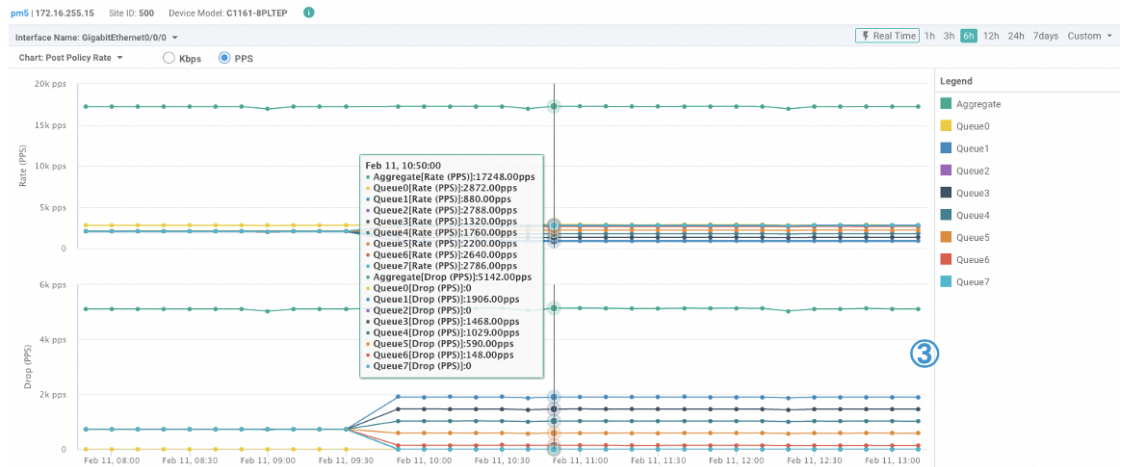 pm5 | 172.16.255.15 Site ID: 500 Device Model: C1161-8PLTEP i
Interface Name: GigabitEthernet0/0/0 Real Time 1h 3h 6h 12h 24h 7days Custom
Chart: Post Policy Rate Kbps PPS
Legend
Aggregate
Queue0
Queue1
Queue2
Queue3
Queue4
Queue5
Queue6
Queue7
Rate (PPS)
20k pps
15k pps
10k pps
5k pps
0
Feb 11, 10:50:00
Aggregate[Rate (PPS)]:17248.00pps
Queue0[Rate (PPS)]:2872.00pps
Queue1[Rate (PPS)]:880.00pps
Queue2[Rate (PPS)]:2788.00pps
Queue3[Rate (PPS)]:1320.00pps
Queue4[Rate (PPS)]:1760.00pps
Queue5[Rate (PPS)]:2200.00pps
Queue6[Rate (PPS)]:2640.00pps
Queue7[Rate (PPS)]:2786.00pps
Aggregate[Drop (PPS)]:5142.00pps
Queue0[Drop (PPS)]:0
Queue1[Drop (PPS)]:1906.00pps
Queue2[Drop (PPS)]:0
Queue3[Drop (PPS)]:1468.00pps
Queue4[Drop (PPS)]:1029.00pps
Queue5[Drop (PPS)]:590.00pps
Queue6[Drop (PPS)]:148.00pps
Queue7[Drop (PPS)]:0
Drop (PPS)
6k pps
4k pps
2k pps
0
③
Feb 11, 08:00 Feb 11, 08:30 Feb 11, 09:00 Feb 11, 09:30 Feb 11, 10:00 Feb 11, 10:30 Feb 11, 11:00 Feb 11, 11:30 Feb 11, 12:00 Feb 11, 12:30 Feb 11, 13:00